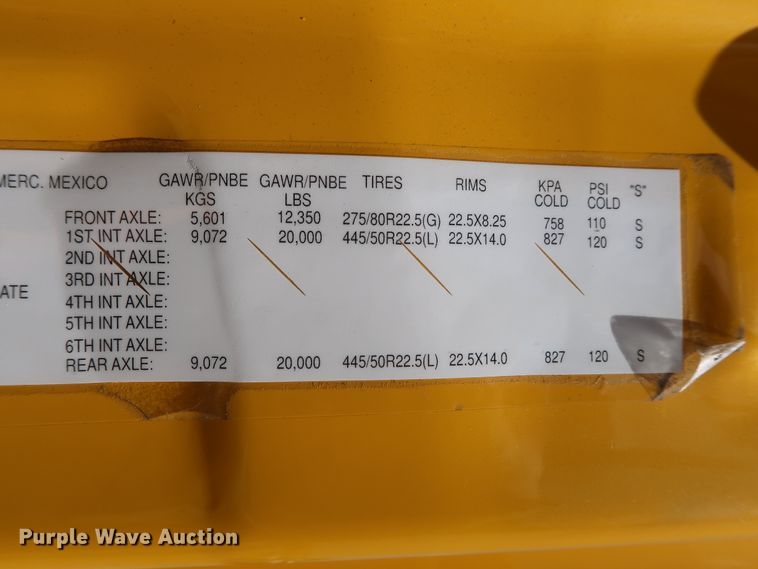 MERC. MEXICO GAWR/PNBE KGS GAWR/PNBE LBS TIRES RIMS KPA COLD PSI COLD "S"
FRONT AXLE: 5,601 12,350 275/80R22.5(G) 22.5X8.25 758 110 S
1ST INT AXLE: 9,072 20,000 445/50R22.5(L) 22.5X14.0 827 120 S
2ND INT AXLE:
3RD INT AXLE:
ATE
4TH INT AXLE:
5TH INT AXLE:
6TH INT AXLE:
REAR AXLE: 9,072 20,000 445/50R22.5(L) 22.5X14.0 827 120 S
Purple Wave Auction